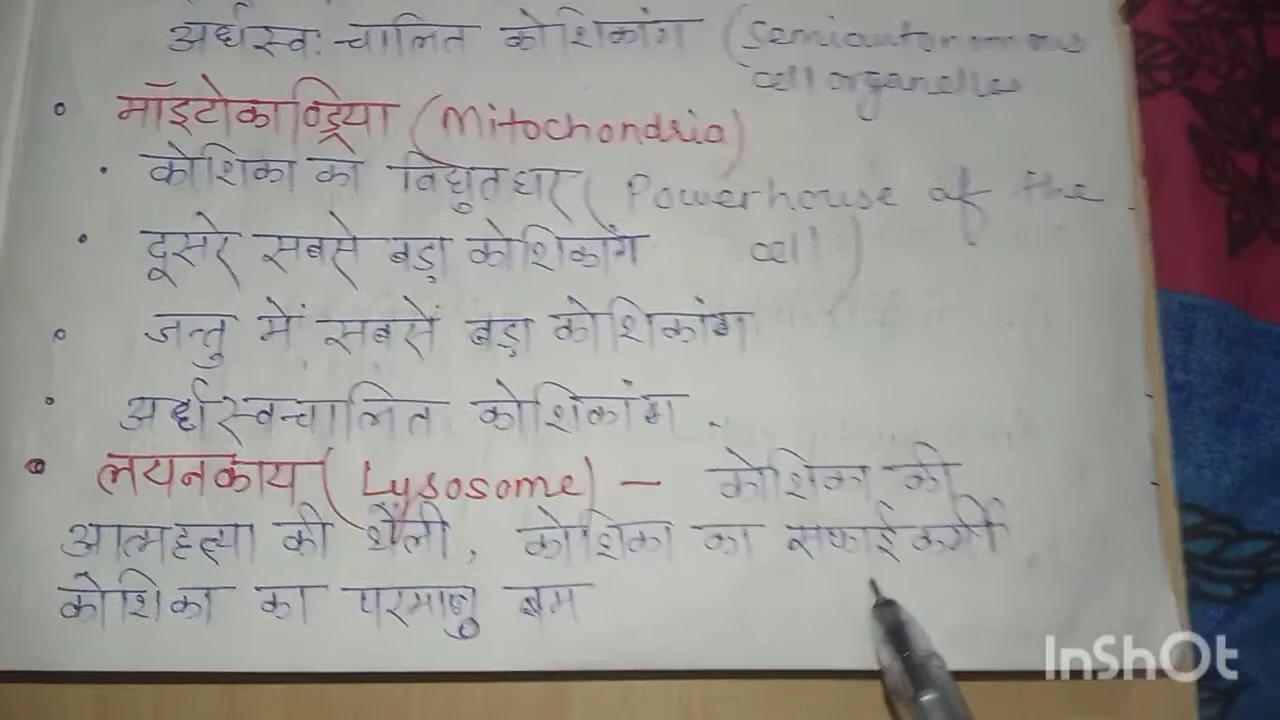 अर्धस्व: चालित कोशिकांग (Semiautonomous
cell organelles
मॉइटोकाण्ड्रिया (Mitochondria)
कोशिका का विधुतघर (Powerhouse of the
cell)
दूसरे सबसे बड़ा कोशिकांग
जन्तु में सबसें बड़ा कोशिकांग
अर्धस्वचालित कोशिकांग.
लयनकाय (Lysosome) - कोशिका की
आत्महत्या की थैली, कोशिका का सफाईकर्मी
कोशिका का परमाणु बम
InShOt